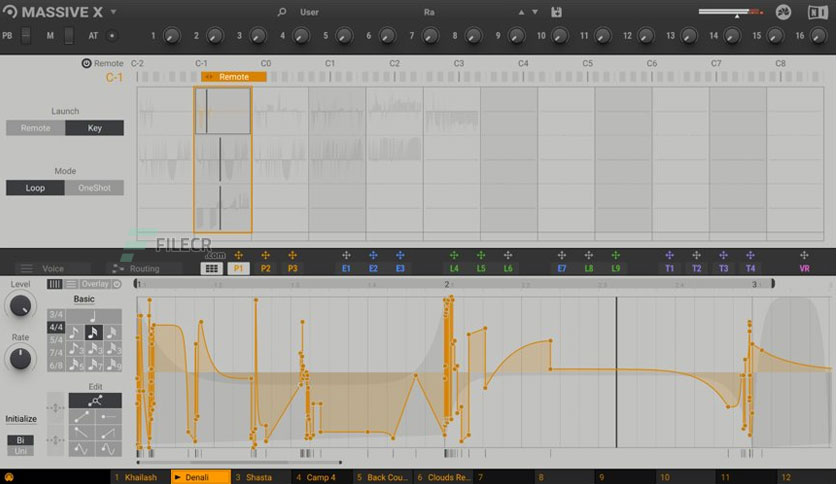 MASSIVE X User Ra
PB M AT 1 2 3 4 5 6 7 8 9 10 11 12 13 14 15 16
Remote C-2 C-1 C0 C1 C2 C3 C4 C5 C6 C7 C8
C-1 Remote
Launch
Remote Key
Mode
Loop OneShot
FILECR
.com
Voice Routing P1 P2 P3 E1 E2 E3 L4 L5 L6 E7 L8 L9 T1 T2 T3 T4 VR
Level Overlay 2 3
Basic
3/4
4/4
5/4
7/4
6/8
Rate
Edit
Initialize
Bi
Uni
1 Khailash Denali 3 Shasta 4 Camp 4 5 Back Cou... 6 Clouds Re... 7 8 9 10 11 12